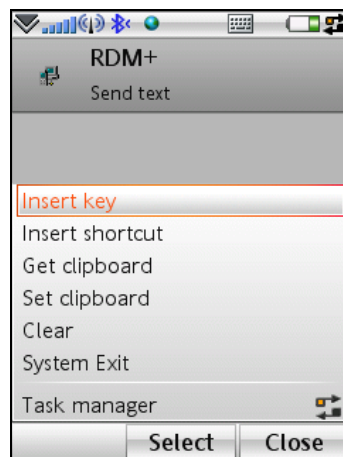 RDM+
Send text
Insert key
Insert shortcut
Get clipboard
Set clipboard
Clear
System Exit
Task manager
Select Close